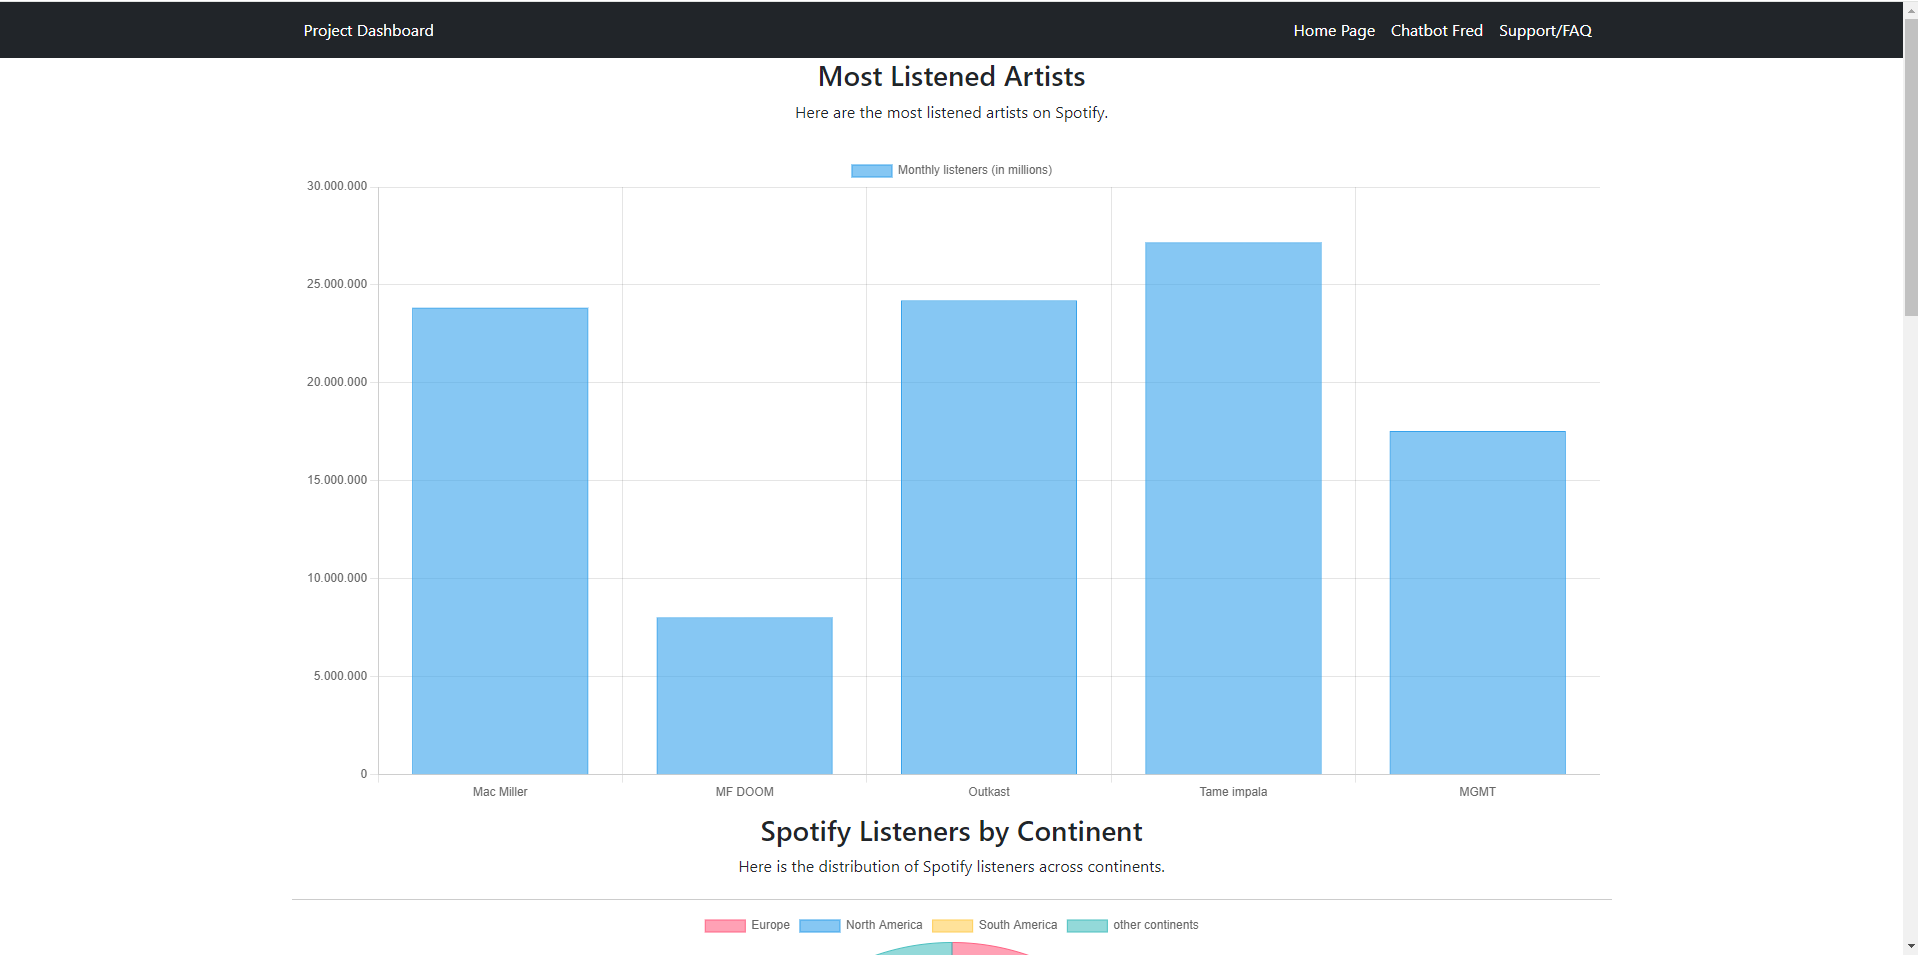 Project Dashboard Home Page Chatbot Fred Support/FAQ
Most Listened Artists
Here are the most listened artists on Spotify.
Monthly listeners (in millions)
30.000.000
25.000.000
20.000.000
15.000.000
10.000.000
5.000.000
0
Mac Miller MF DOOM Outkast Tame impala MGMT
Spotify Listeners by Continent
Here is the distribution of Spotify listeners across continents.
Europe North America South America other continents